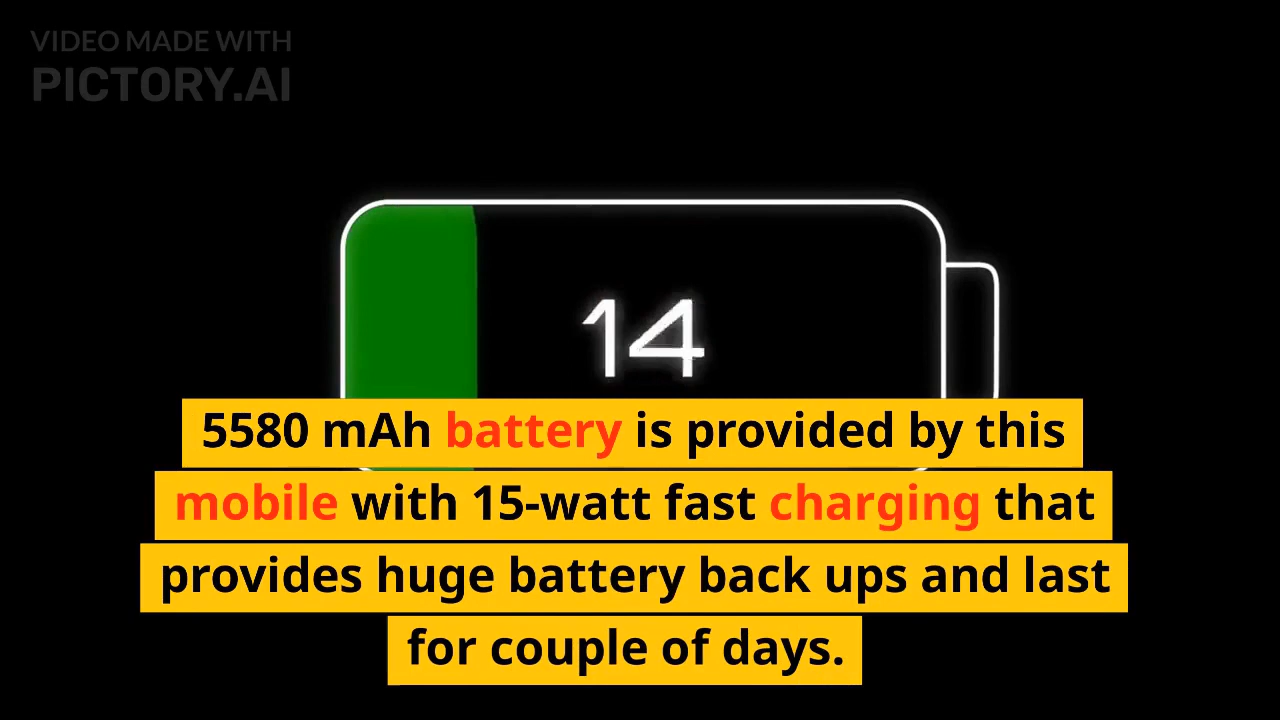 VIDEO MADE WITH
PICTORY.AI
14
5580 mAh battery is provided by this
mobile with 15-watt fast charging that
provides huge battery back ups and last
for couple of days.